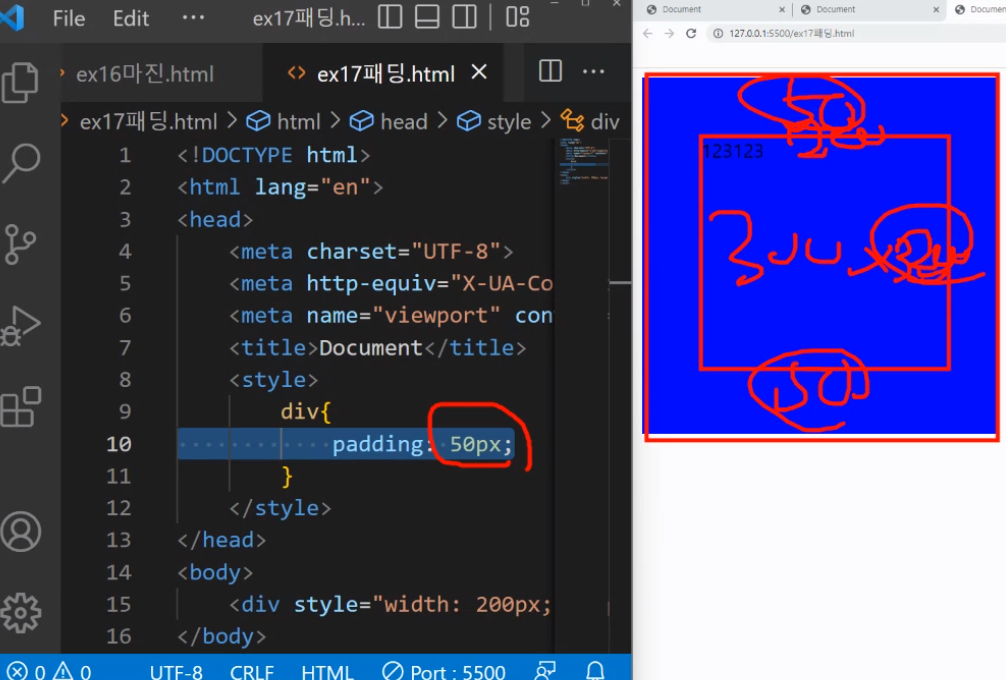 File Edit ··· ex17패딩.h...
ex16마진.html ex17패딩.html
ex17패딩.html > html > head > style > div
1 <!DOCTYPE html>
2 <html lang="en">
3 <head>
4 <meta charset="UTF-8">
5 <meta http-equiv="X-UA-Co
6 <meta name="viewport" con
7 <title>Document</title>
8 <style>
9 div{
10 padding: 50px;
11 }
12 </style>
13 </head>
14 <body>
15 <div style="width: 200px;
16 </body>
0 0 UTF-8 CRLF HTML Port : 5500
Document Document Documen
127.0.0.1:5500/ex17패딩.html
50
123123
300
50